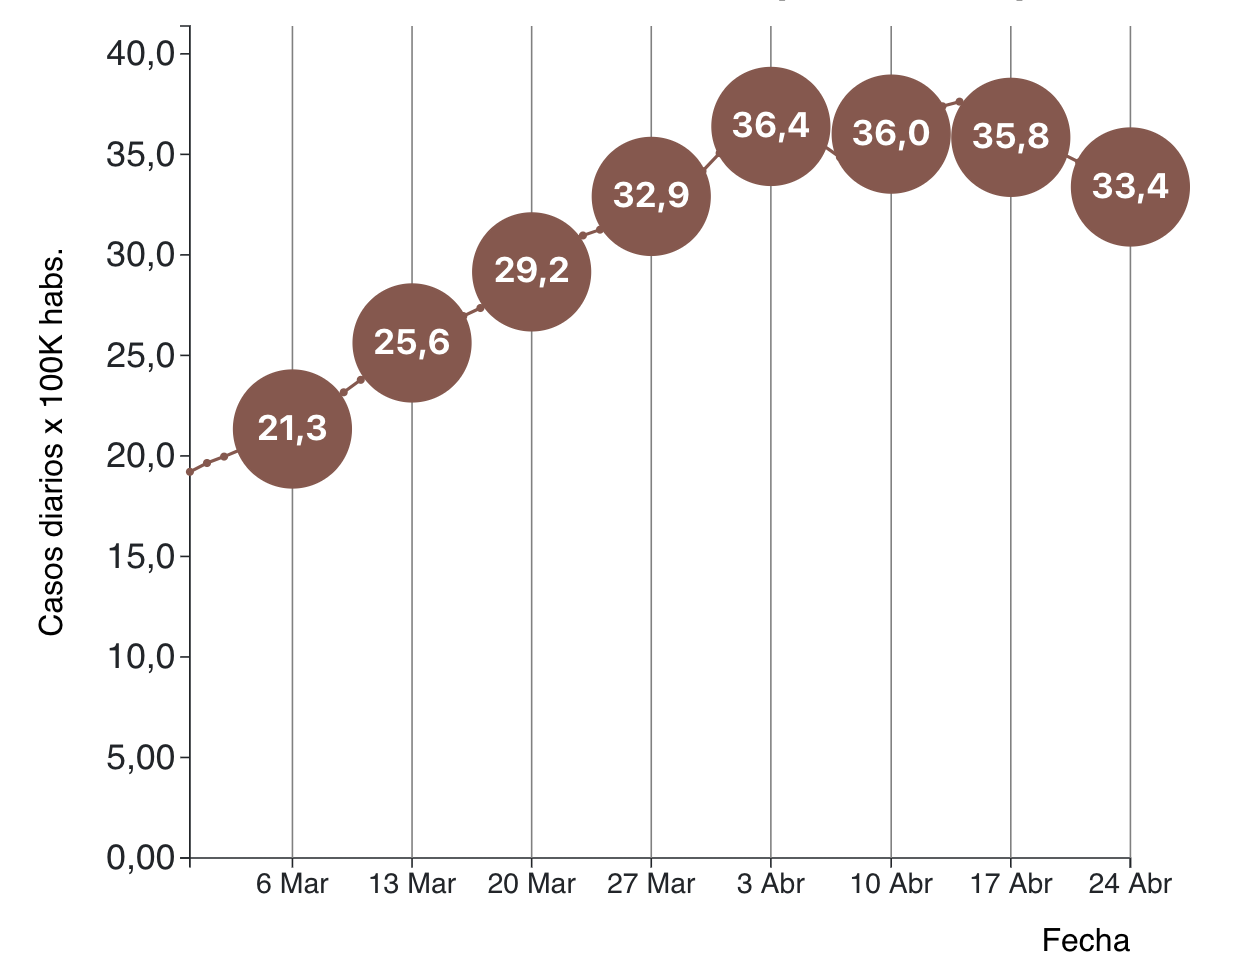 40,0
35,0
30,0
25,0
20,0
15,0
10,0
5,00
0,00
Casos diarios x 100K habs.
21,3
25,6
29,2
32,9
36,4
36,0
35,8
33,4
6 Mar
13 Mar
20 Mar
27 Mar
3 Abr
10 Abr
17 Abr
24 Abr
Fecha